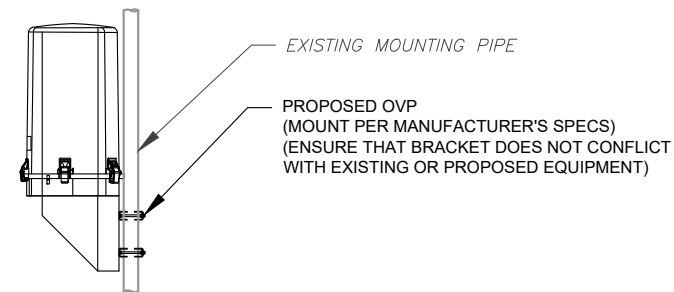 EXISTING MOUNTING PIPE
PROPOSED OVP
(MOUNT PER MANUFACTURER'S SPECS)
(ENSURE THAT BRACKET DOES NOT CONFLICT
WITH EXISTING OR PROPOSED EQUIPMENT)